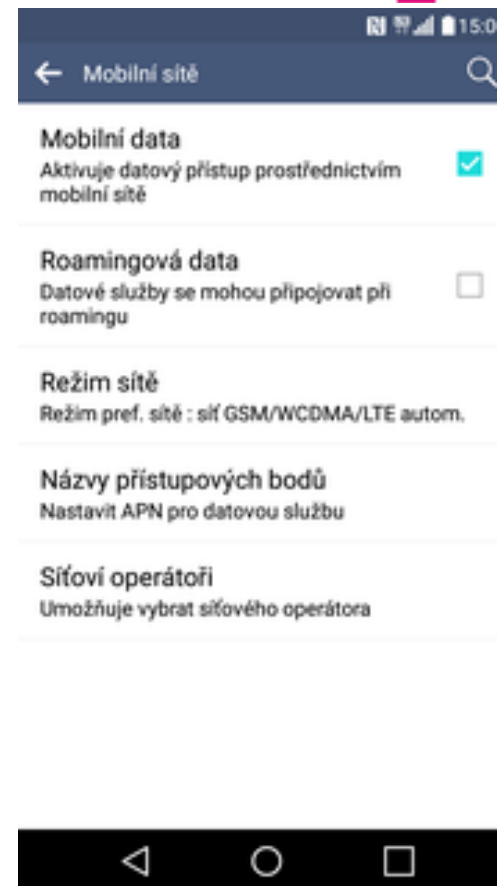 15:0
Mobilní sítě
Mobilní data
Aktivuje datový přístup prostřednictvím
mobilní sítě
Roamingová data
Datové služby se mohou připojovat při
roamingu
Režim sítě
Režim pref. sítě : síť GSM/WCDMA/LTE autom.
Názvy přístupových bodů
Nastavit APN pro datovou službu
Síťoví operátoři
Umožňuje vybrat síťového operátora